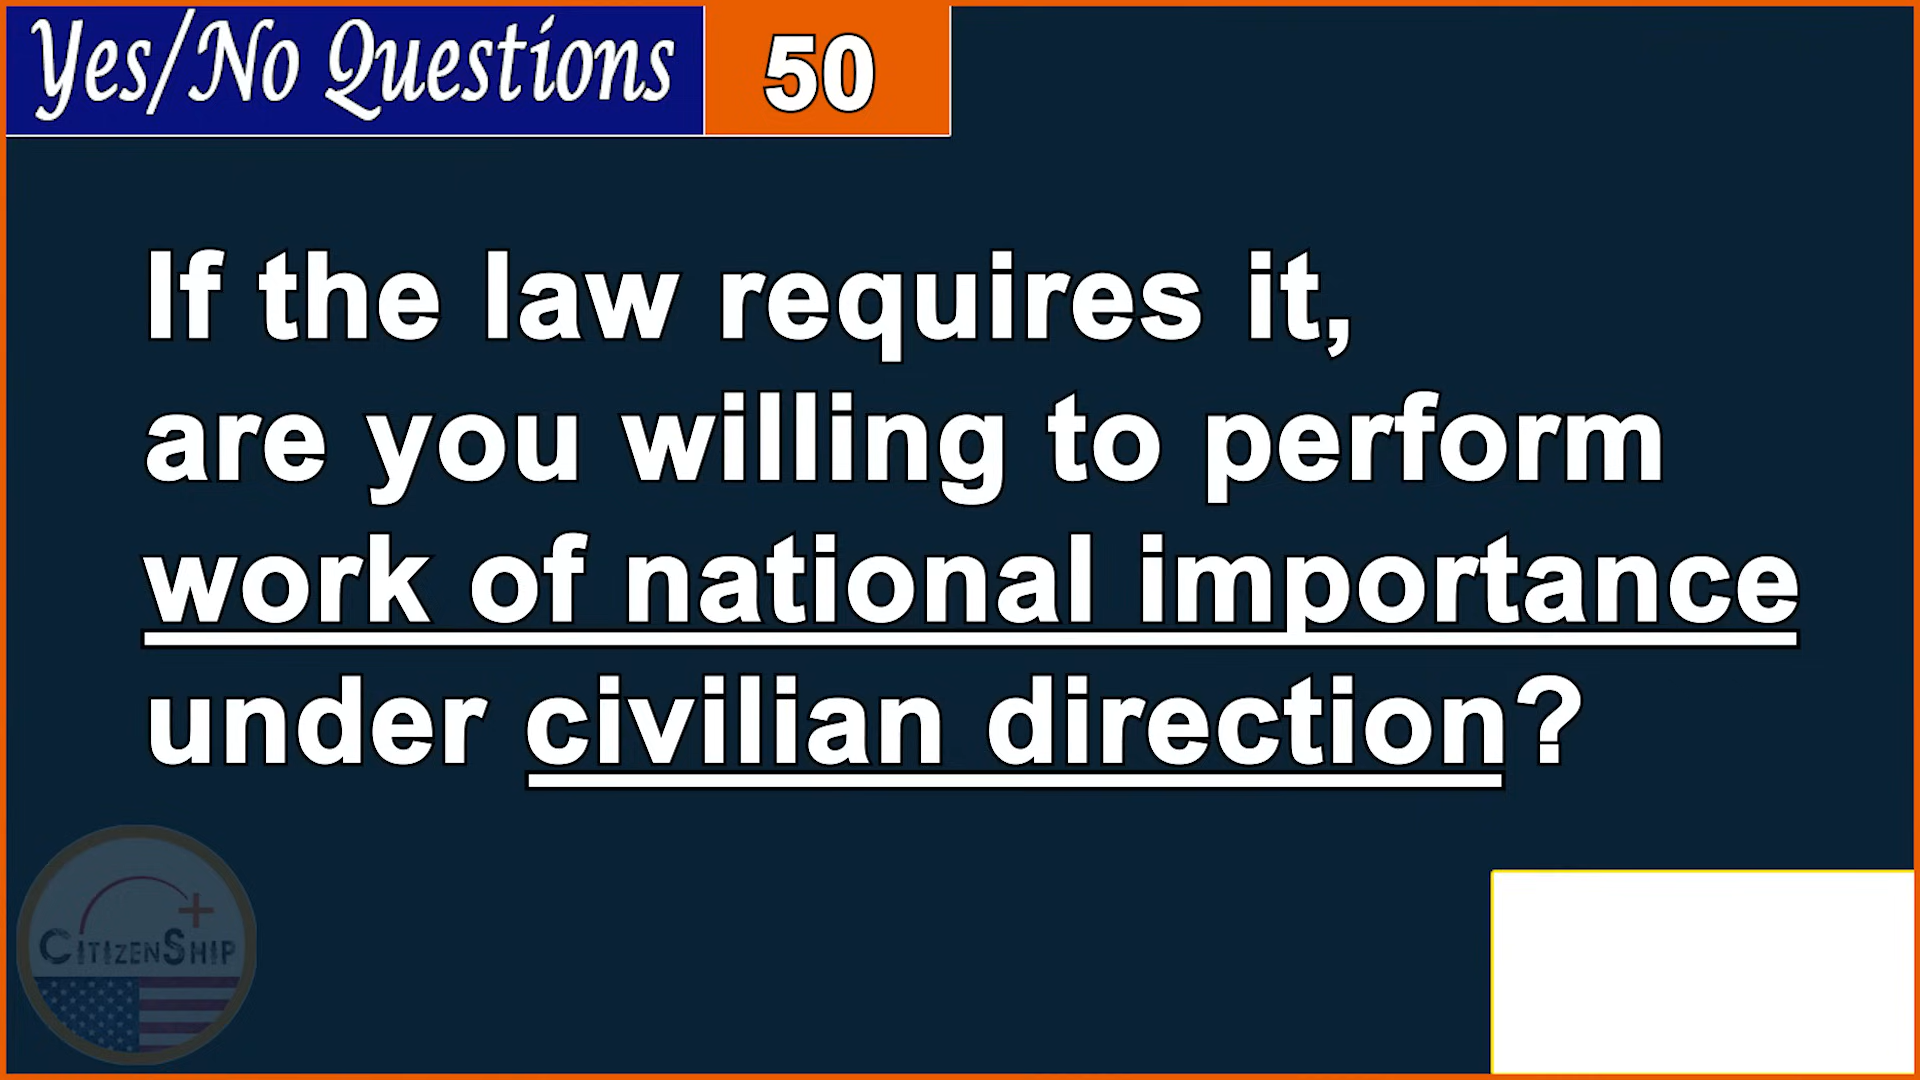 Yes/No Questions
50
If the law requires it,
are you willing to perform
work of national importance
under civilian direction?
CITIZENSHIP